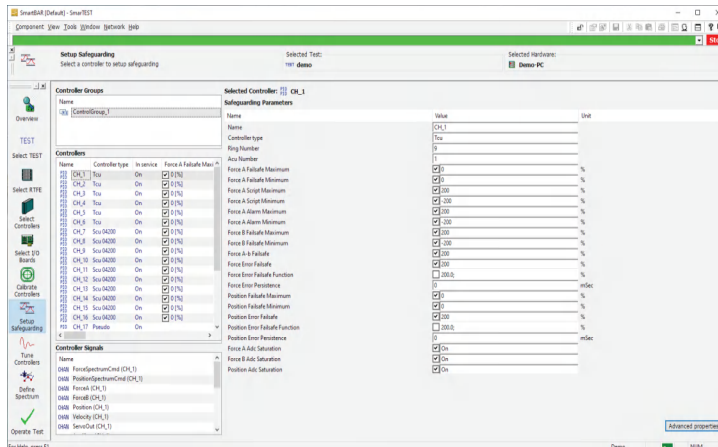 SmartBAR [Default] - SmarTEST
Component View Tools Window Network Help
Setup Safeguarding
Select a controller to setup safeguarding
Selected Test:
TEST demo
Selected Hardware:
Demo-PC
Overview
TEST
Select TEST
Select RTFE
Select Controllers
Select I/O Boards
Calibrate Controllers
Setup Safeguarding
Tune Controllers
Define Spectrum
Operate Test
Controller Groups
Name
ControlGroup_1
Controllers
Name Controller type In service Force A Failsafe Maxi
CH_1 Tcu On 0 [%]
CH_2 Tcu On 0 [%]
CH_3 Tcu On 0 [%]
CH_4 Tcu On 0 [%]
CH_5 Tcu On 0 [%]
CH_6 Tcu On 0 [%]
CH_7 Scu 04200 On 0 [%]
CH_8 Scu 04200 On 0 [%]
CH_9 Scu 04200 On 0 [%]
CH_10 Scu 04200 On 0 [%]
CH_11 Scu 04200 On 0 [%]
CH_12 Scu 04200 On 0 [%]
CH_13 Scu 04200 On 0 [%]
CH_14 Scu 04200 On 0 [%]
CH_15 Scu 04200 On 0 [%]
CH_16 Scu 04200 On 0 [%]
CH_17 Pseudo On
Controller Signals
Name
CHAN ForceSpectrumCmd (CH_1)
CHAN PositionSpectrumCmd (CH_1)
CHAN ForceA (CH_1)
CHAN ForceB (CH_1)
CHAN Position (CH_1)
CHAN Velocity (CH_1)
CHAN ServoOut (CH_1)
Selected Controller: CH_1
Safeguarding Parameters
Name Value Unit
Name CH_1
Controller type Tcu
Ring Number 9
Acu Number 1
Force A Failsafe Maximum 0 %
Force A Failsafe Minimum 0 %
Force A Script Maximum 200 %
Force A Script Minimum -200 %
Force A Alarm Maximum 200 %
Force A Alarm Minimum -200 %
Force B Failsafe Maximum 200 %
Force B Failsafe Minimum -200 %
Force A-b Failsafe 200 %
Force Error Failsafe 200 %
Force Error Failsafe Function 200.0; %
Force Error Persistence 0 mSec
Position Failsafe Maximum 0 %
Position Failsafe Minimum 0 %
Position Error Failsafe 200 %
Position Error Failsafe Function 200.0; %
Position Error Persistence 0 mSec
Force A Adc Saturation On
Force B Adc Saturation On
Position Adc Saturation On
Advanced properties